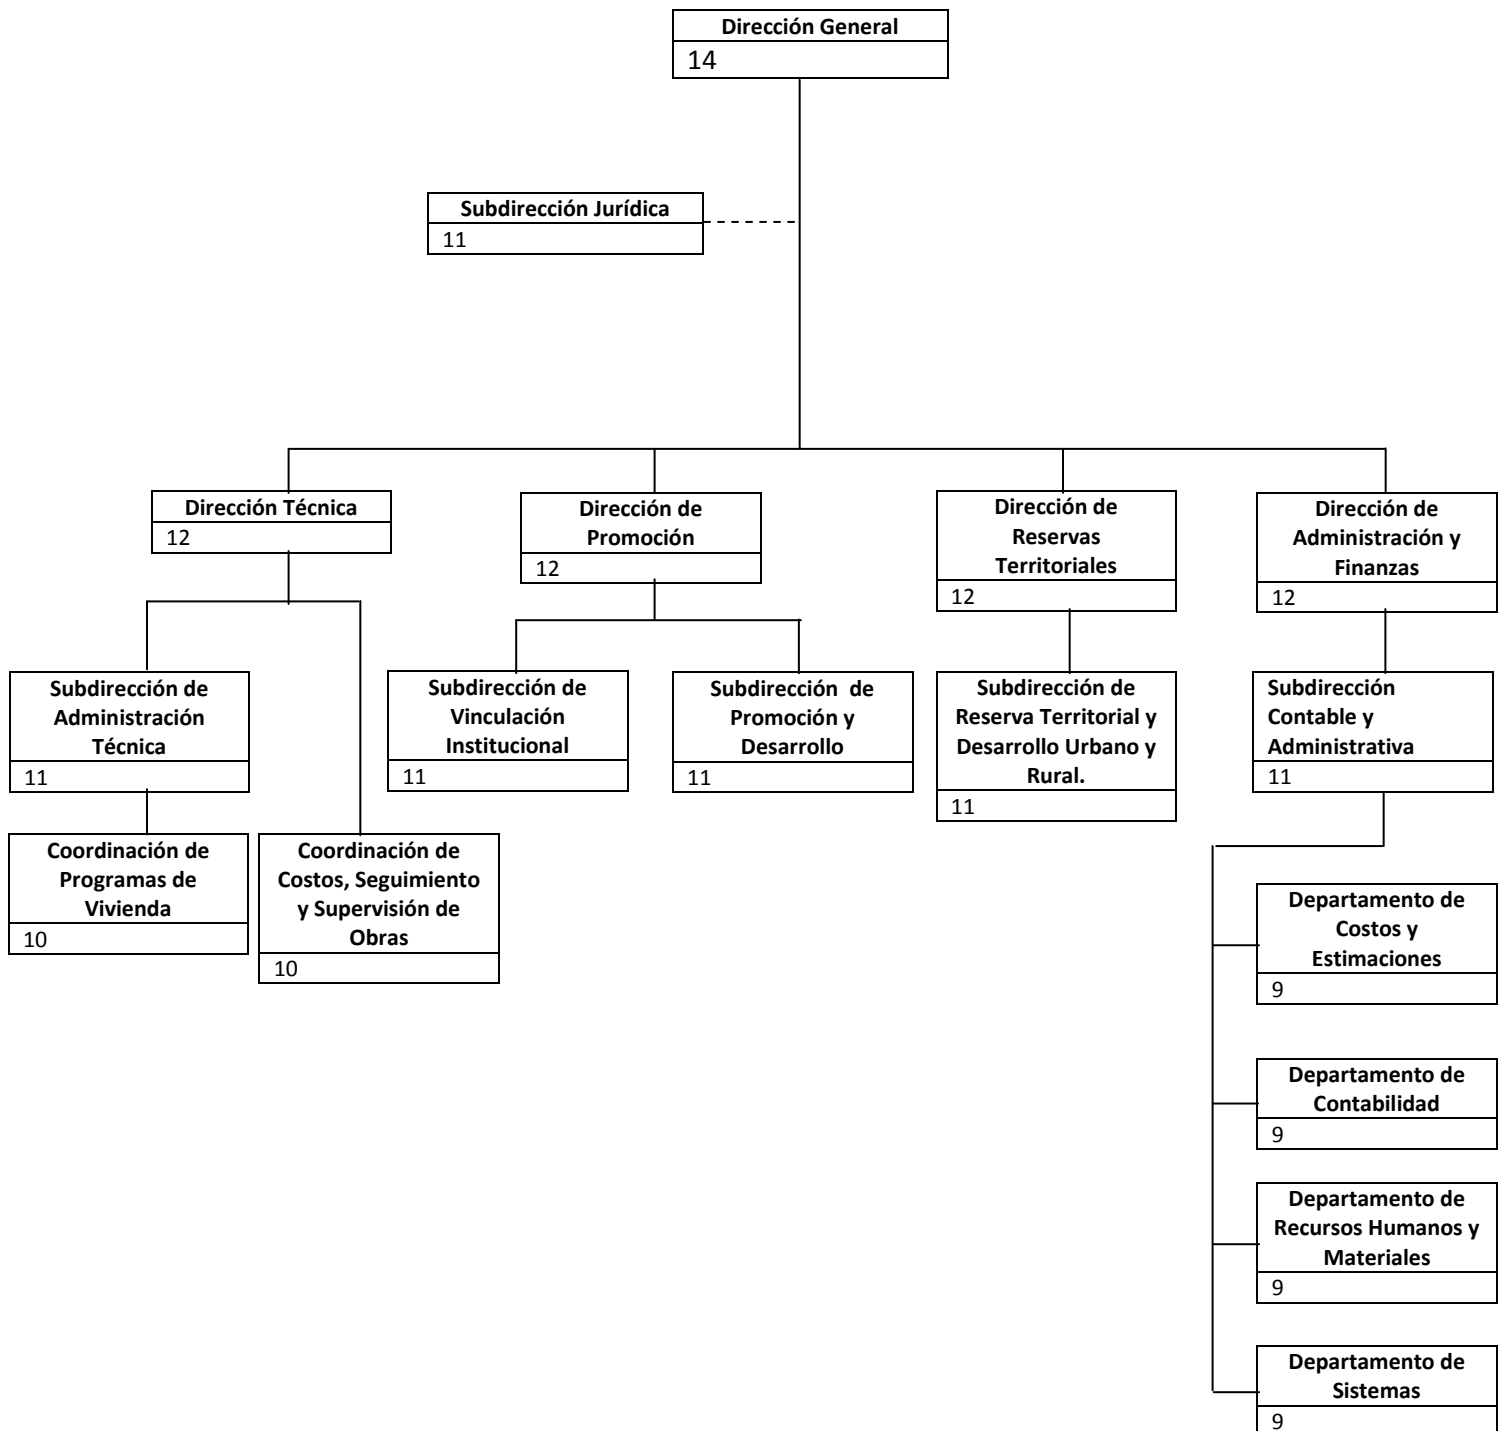 Dirección General
14
Subdirección Jurídica
11
Dirección Técnica
12
Dirección de
Promoción
12
Dirección de
Reservas
Territoriales
12
Dirección de
Administración y
Finanzas
12
Subdirección de
Administración
Técnica
11
Subdirección de
Vinculación
Institucional
11
Subdirección de
Promoción y
Desarrollo
11
Subdirección de
Reserva Territorial y
Desarrollo Urbano y
Rural.
11
Subdirección
Contable y
Administrativa
11
Coordinación de
Programas de
Vivienda
10
Coordinación de
Costos, Seguimiento
y Supervisión de
Obras
10
Departamento de
Costos y
Estimaciones
9
Departamento de
Contabilidad
9
Departamento de
Recursos Humanos y
Materiales
9
Departamento de
Sistemas
9